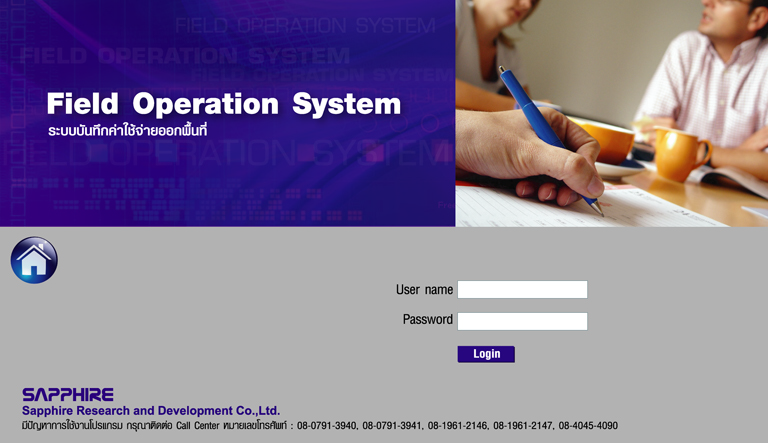 FIELD OPERATION SYSTEM
FIELD OPERATION SYSTEM
FIELD OPERATION SYSTEM
Field Operation System
ระบบบันทึกค่าใช้จ่ายออกพื้นที่
FIELD OPERATION SYSTEM
User name
Password
Login
SAPPHIRE
Sapphire Research and Development Co.,Ltd.
มีปัญหาการใช้งานโปรแกรม กรุณาติดต่อ Call Center หมายเลขโทรศัพท์ : 08-0791-3940, 08-0791-3941, 08-1961-2146, 08-1961-2147, 08-4045-4090